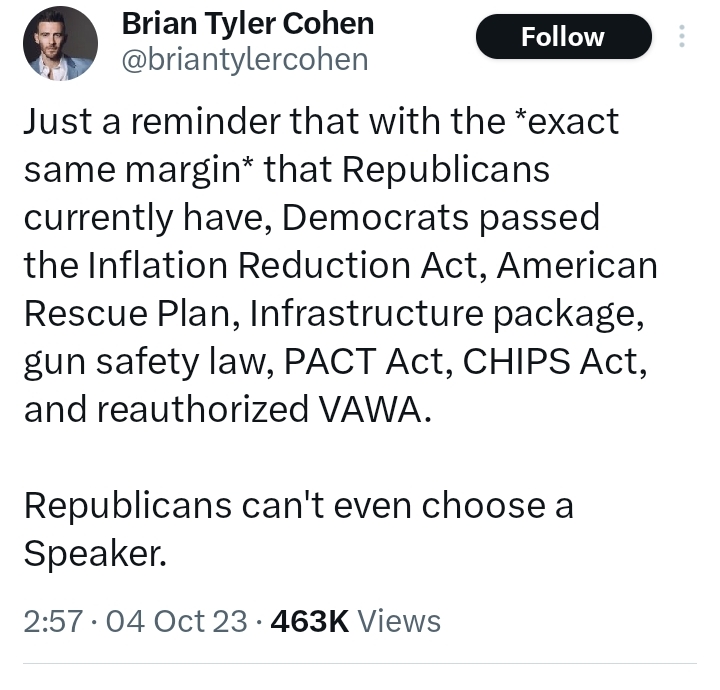 Brian Tyler Cohen
Follow
@briantylercohen
Just a reminder that with the *exact
same margin* that Republicans
currently have, Democrats passed
the Inflation Reduction Act, American
Rescue Plan, Infrastructure package,
gun safety law, PACT Act, CHIPS Act,
and reauthorized VAWA.
Republicans can't even choose a
Speaker.
2:57 · 04 Oct 23 · 463K Views